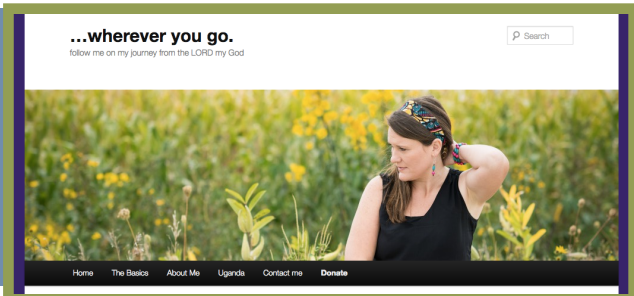 …wherever you go.
follow me on my journey from the LORD my God
Search
Home The Basics About Me Uganda Contact me Donate